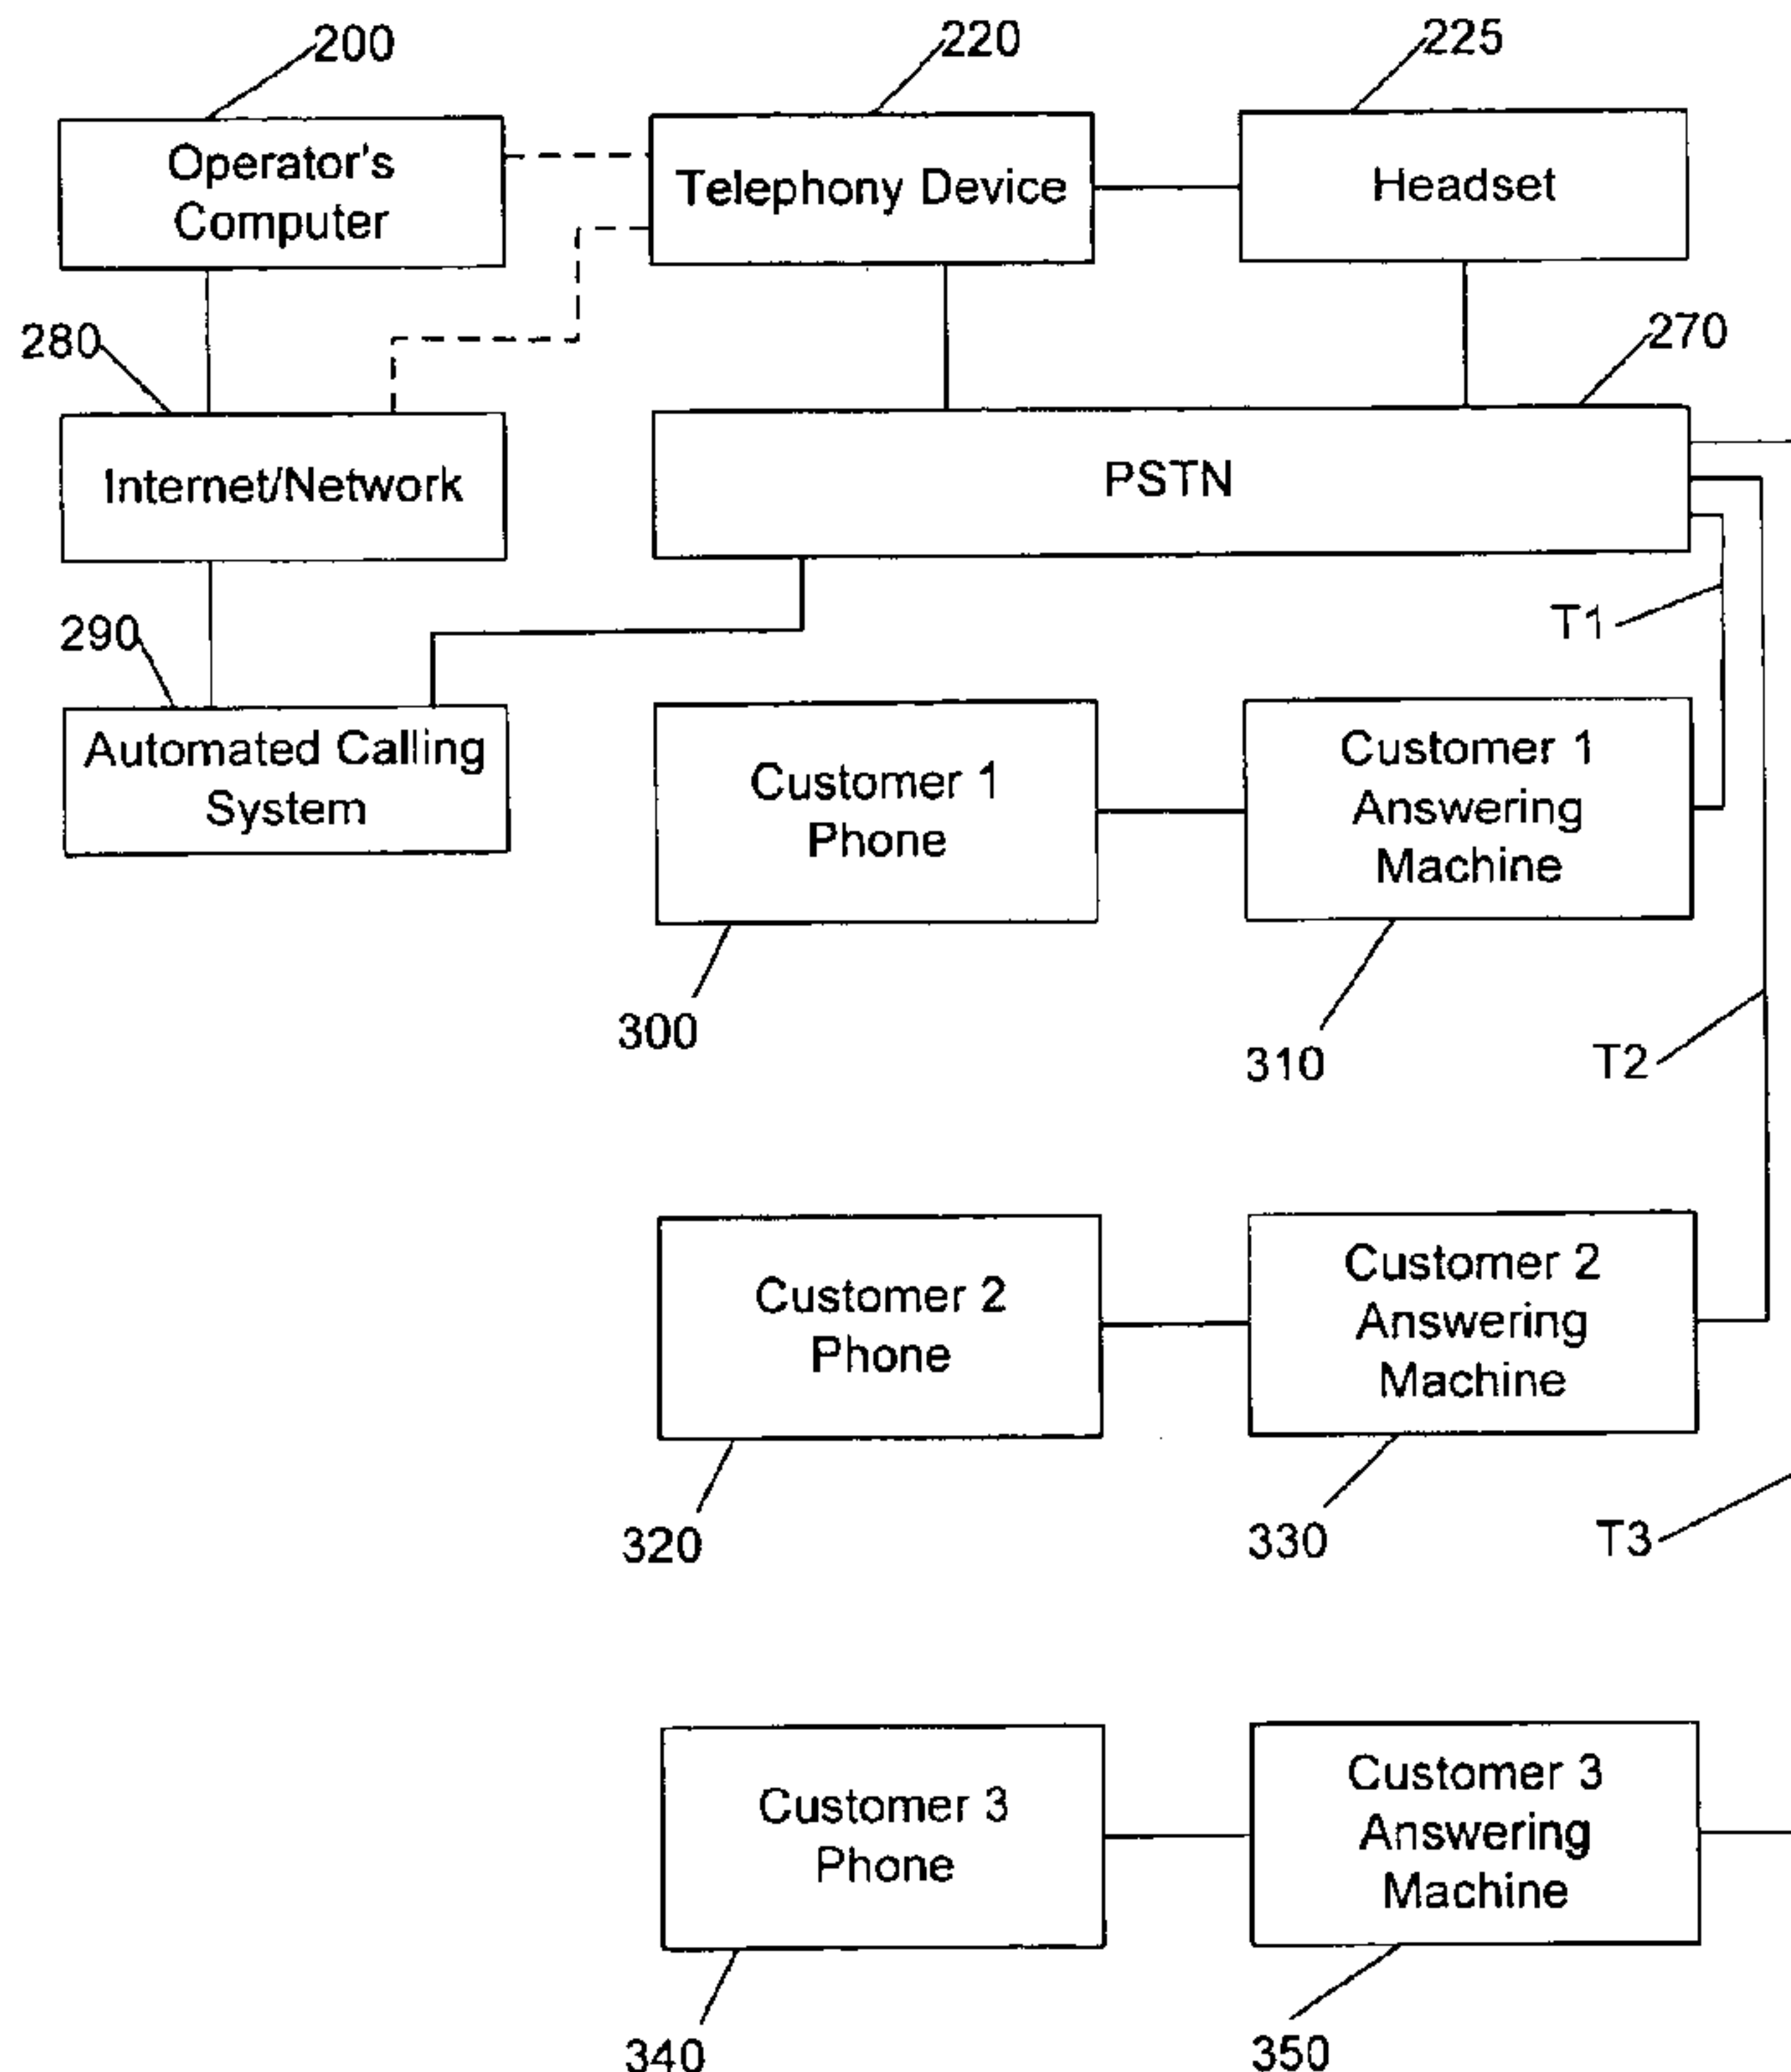 200
220
225
Operator's
Computer
Telephony Device
Headset
280
270
Internet/Network
PSTN
290
T1
Automated Calling
System
Customer 1
Phone
Customer 1
Answering
Machine
300
310
T2
Customer 2
Phone
Customer 2
Answering
Machine
320
330
T3
Customer 3
Phone
Customer 3
Answering
Machine
340
350